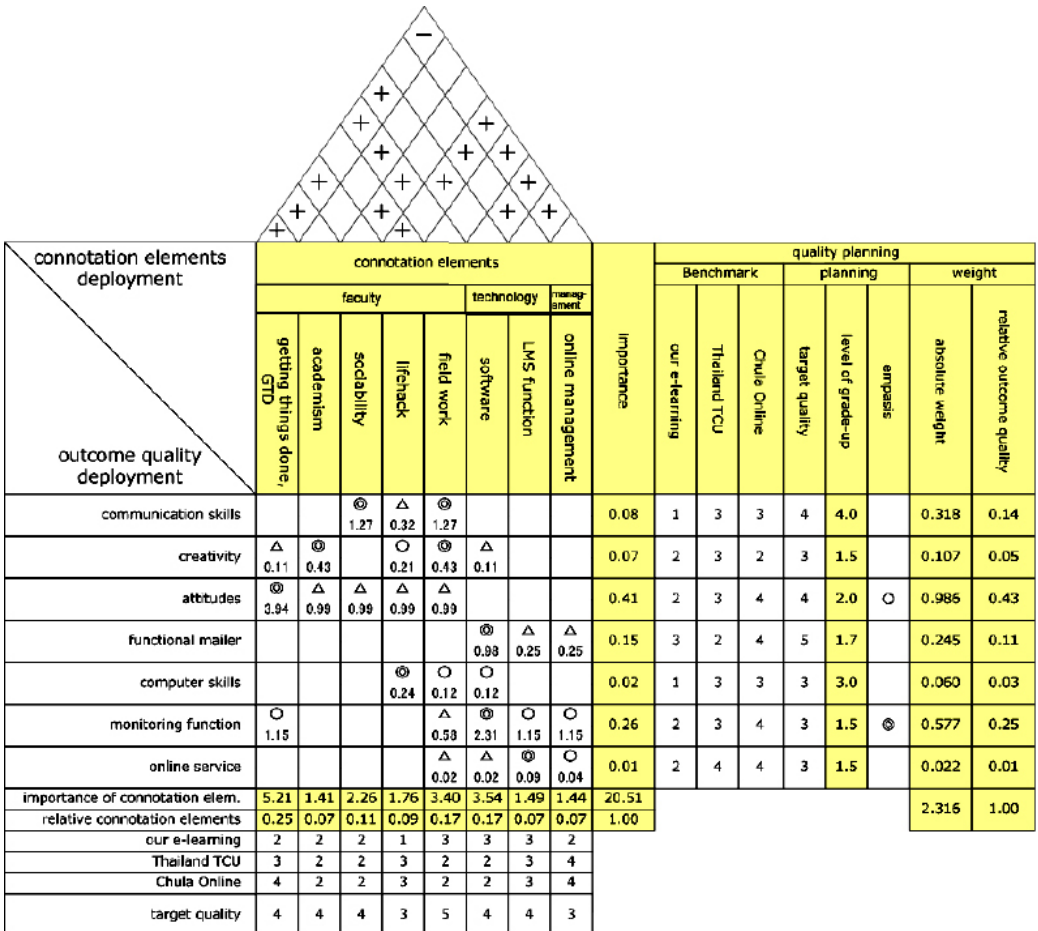 −
+
+ +
+ + +
+ + + +
+ + + +
+ +
connotation elements
deployment
outcome quality
deployment
connotation elements
faculty
technology
manag-
ament
getting things done,
GTD
academism
sociability
lifehack
field work
software
LMS function
online management
importance
quality planning
Benchmark
planning
weight
our e-learning
Thailand TCU
Chula Online
target quality
level of grade-up
empasis
absolute weight
relative outcome quality
communication skills ◎ 1.27 △ 0.32 ◎ 1.27 0.08 1 3 3 4 4.0 0.318 0.14
creativity △ 0.11 ◎ 0.43 ○ 0.21 ◎ 0.43 △ 0.11 0.07 2 3 2 3 1.5 0.107 0.05
attitudes ◎ 3.94 △ 0.99 △ 0.99 △ 0.99 △ 0.99 0.41 2 3 4 4 2.0 ○ 0.986 0.43
functional mailer ◎ 0.98 △ 0.25 △ 0.25 0.15 3 2 4 5 1.7 0.245 0.11
computer skills ◎ 0.24 ○ 0.12 ○ 0.12 0.02 1 3 3 3 3.0 0.060 0.03
monitoring function ○ 1.15 △ 0.58 ◎ 2.31 ○ 1.15 ○ 1.15 0.26 2 3 4 3 1.5 ◎ 0.577 0.25
online service △ 0.02 △ 0.02 ◎ 0.09 ○ 0.04 0.01 2 4 4 3 1.5 0.022 0.01
importance of connotation elem. 5.21 1.41 2.26 1.76 3.40 3.54 1.49 1.44 20.51
relative connotation elements 0.25 0.07 0.11 0.09 0.17 0.17 0.07 0.07 1.00
2.316 1.00
our e-learning 2 2 2 1 3 3 3 2
Thailand TCU 3 2 2 3 2 2 3 4
Chula Online 4 2 2 3 2 2 3 4
target quality 4 4 4 3 5 4 4 3